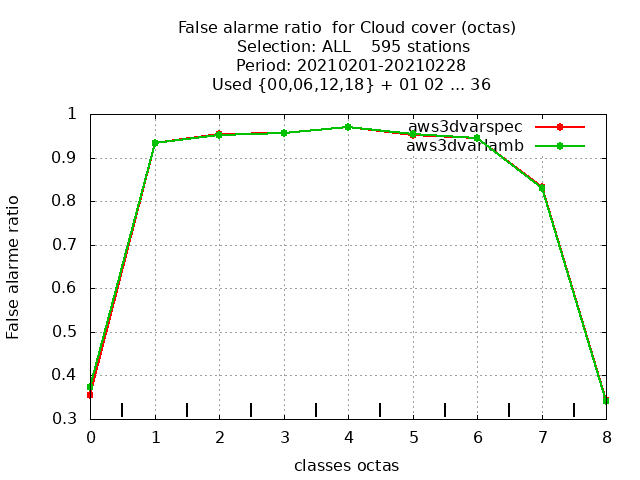 False alarme ratio  for Cloud cover (octas)
Selection: ALL    595 stations
Period: 20210201-20210228
Used {00,06,12,18} + 01 02 ... 36
aws3dvarspec
aws3dvarlamb
False alarme ratio
1
0.9
0.8
0.7
0.6
0.5
0.4
0.3
0 1 2 3 4 5 6 7 8
classes octas